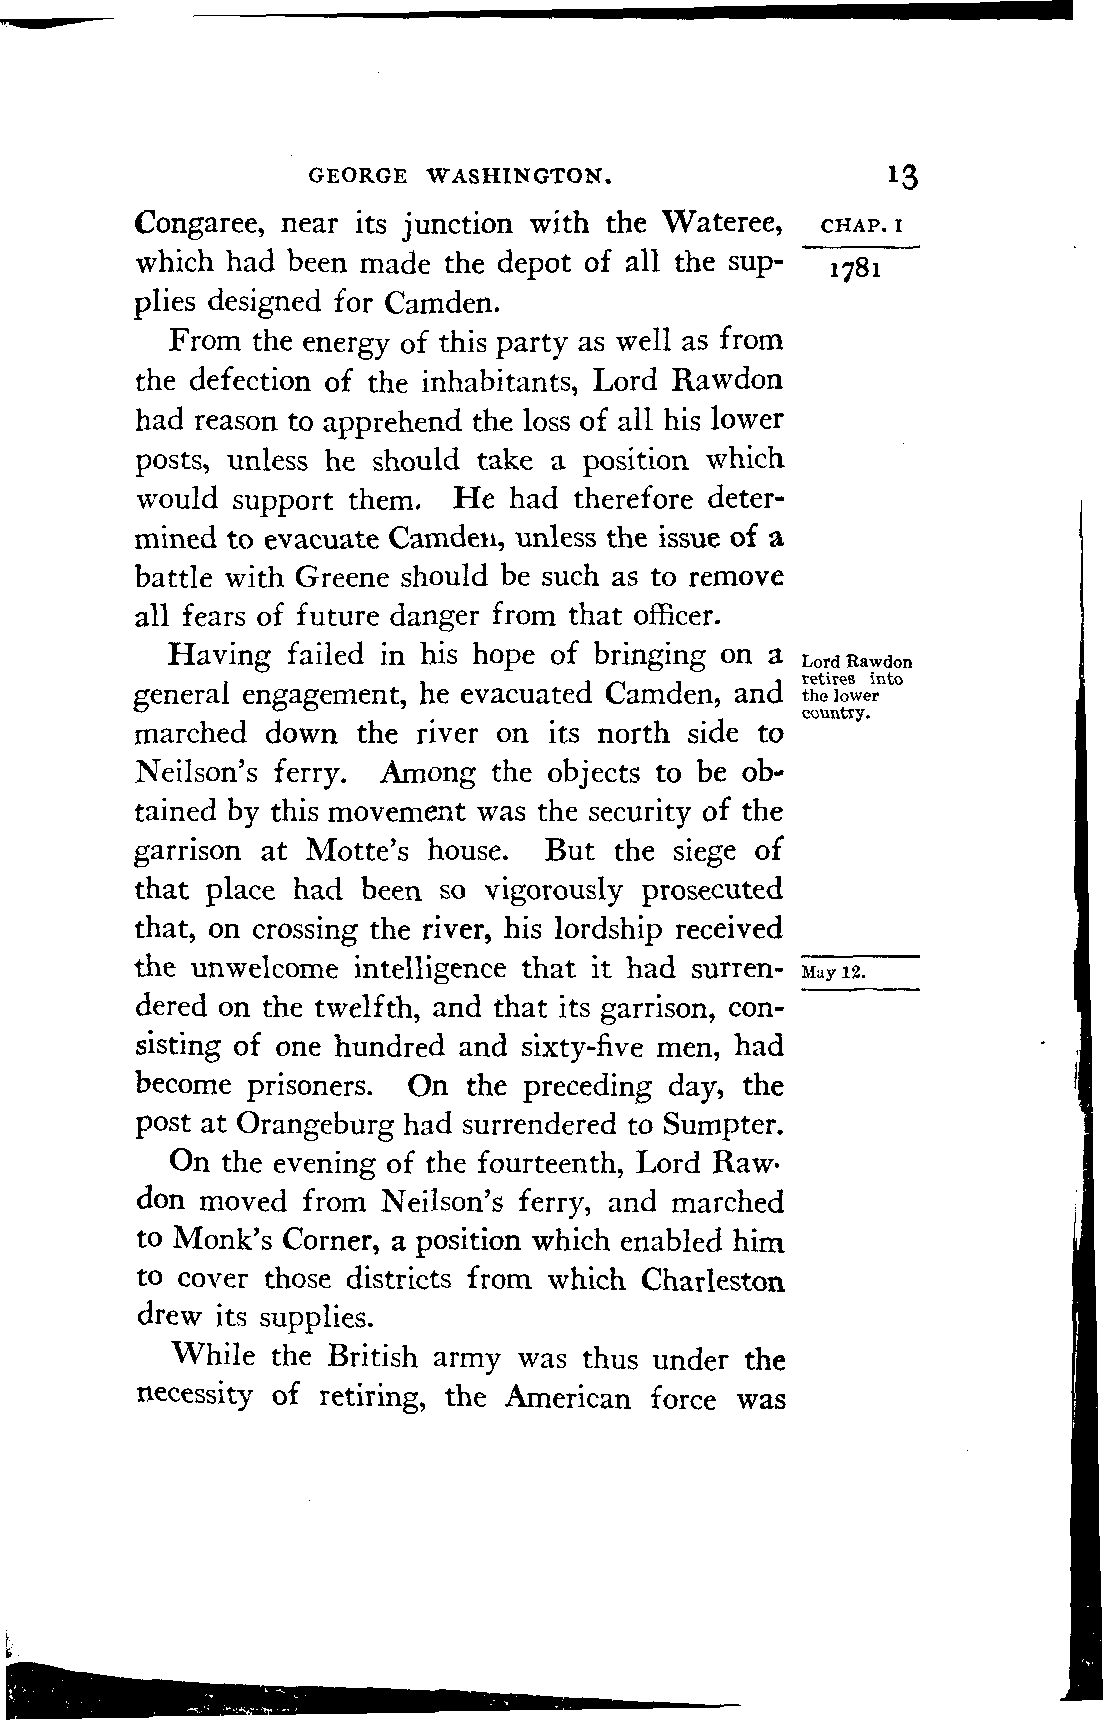 GEORGE WASHINGTON. 13
Congaree, near its junction with the Wateree, CHAP. I
which had been made the depot of all the sup- 1781
plies designed for Camden.
From the energy of this party as well as from
the defection of the inhabitants, Lord Rawdon
had reason to apprehend the loss of all his lower
posts, unless he should take a position which
would support them. He had therefore deter-
mined to evacuate Camden, unless the issue of a
battle with Greene should be such as to remove
all fears of future danger from that officer.
Having failed in his hope of bringing on a
general engagement, he evacuated Camden, and
marched down the river on its north side to
Lord Rawdon
retires into
the lower
country.
Neilson's ferry. Among the objects to be ob-
tained by this movement was the security of the
garrison at Motte's house. But the siege of
that place had been so vigorously prosecuted
that, on crossing the river, his lordship received
the unwelcome intelligence that it had surren- May 12.
dered on the twelfth, and that its garrison, con-
sisting of one hundred and sixty-five men, had
become prisoners. On the preceding day, the
post at Orangeburg had surrendered to Sumpter.
On the evening of the fourteenth, Lord Raw-
don moved from Neilson's ferry, and marched
to Monk's Corner, a position which enabled him
to cover those districts from which Charleston
drew its supplies.
While the British army was thus under the
necessity of retiring, the American force was